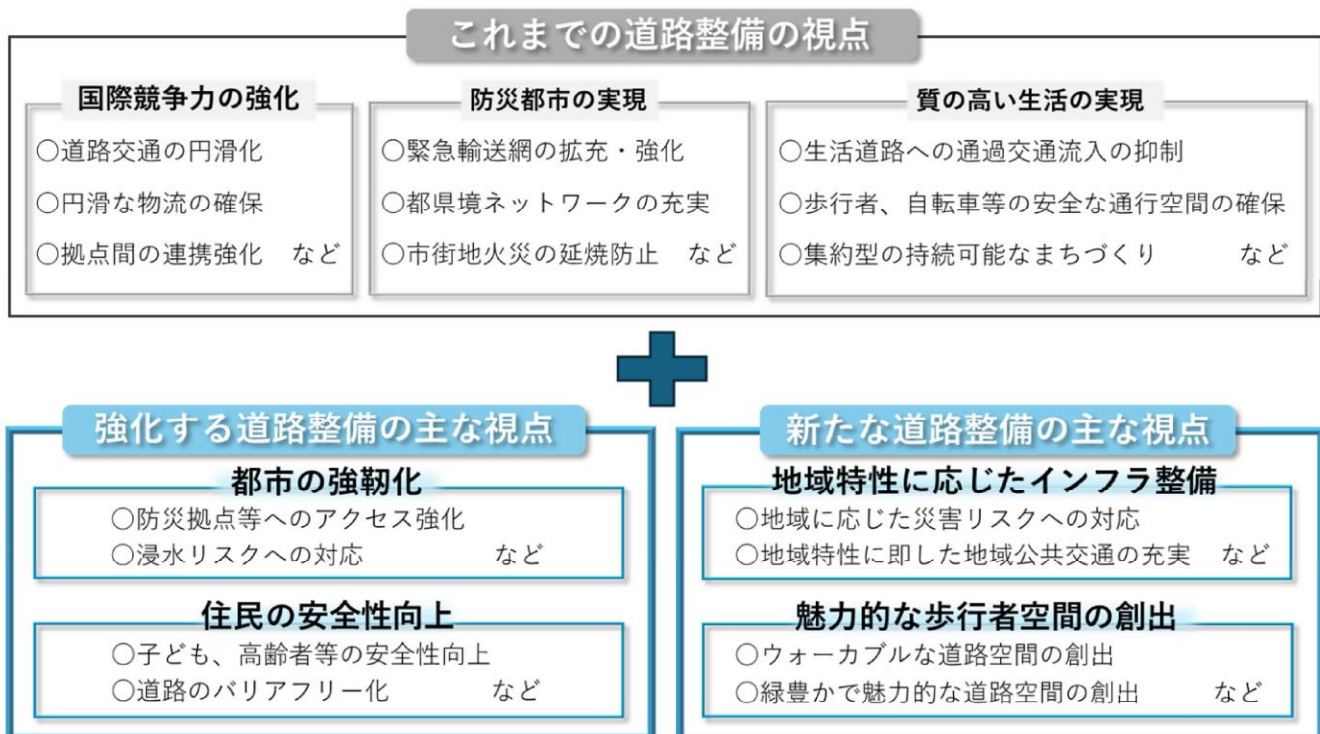 これまでの道路整備の視点
国際競争力の強化
○道路交通の円滑化
○円滑な物流の確保
○拠点間の連携強化　など
防災都市の実現
○緊急輸送網の拡充・強化
○都県境ネットワークの充実
○市街地火災の延焼防止　など
質の高い生活の実現
○生活道路への通過交通流入の抑制
○歩行者、自転車等の安全な通行空間の確保
○集約型の持続可能なまちづくり　など
強化する道路整備の主な視点
都市の強靭化
○防災拠点等へのアクセス強化
○浸水リスクへの対応　など
住民の安全性向上
○子ども、高齢者等の安全性向上
○道路のバリアフリー化　など
新たな道路整備の主な視点
地域特性に応じたインフラ整備
○地域に応じた災害リスクへの対応
○地域特性に即した地域公共交通の充実　など
魅力的な歩行者空間の創出
○ウォーカブルな道路空間の創出
○緑豊かで魅力的な道路空間の創出　など